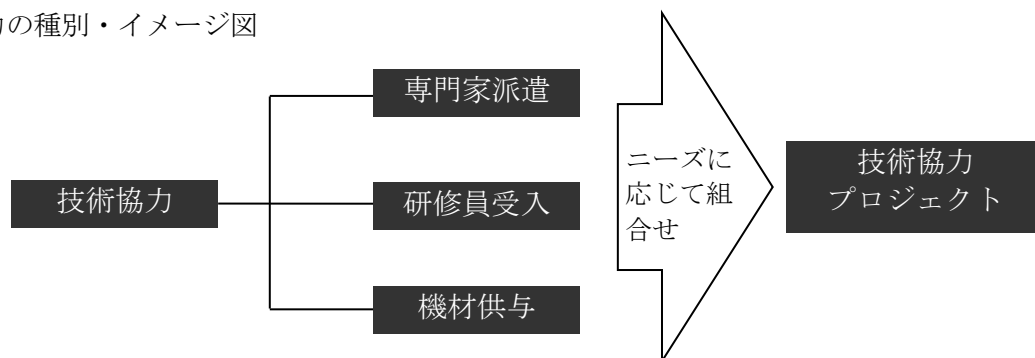 の種別・イメージ図
専門家派遣
技術協力
研修員受入
機材供与
ニーズに
応じて組
合せ
技術協力
プロジェクト